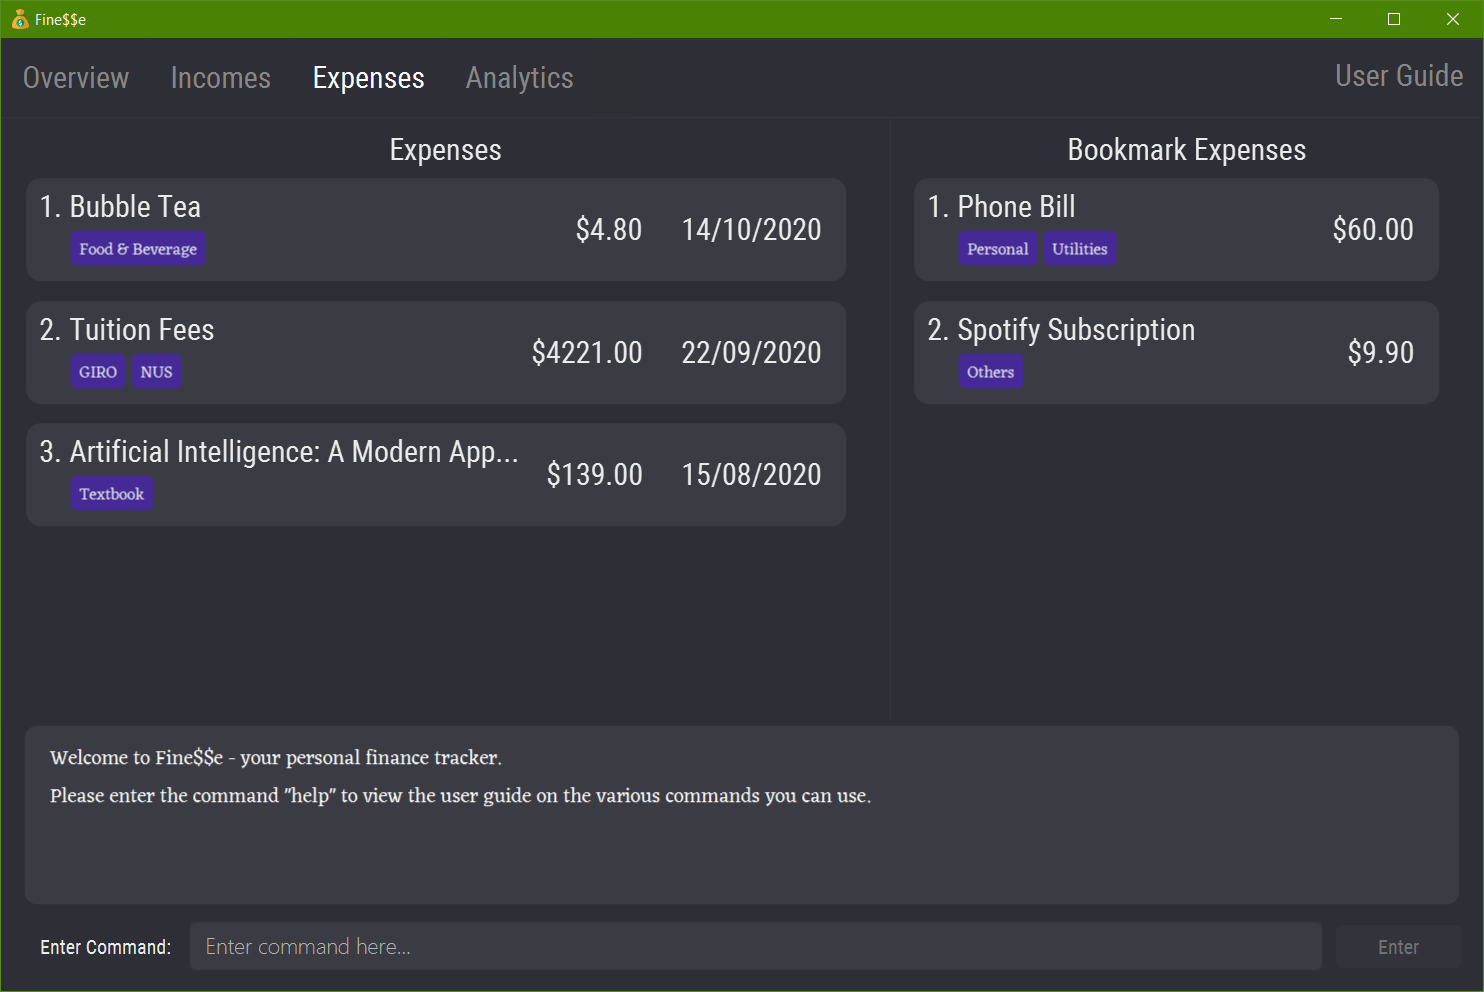 Fine$$e
Overview Incomes Expenses Analytics User Guide
Expenses
1. Bubble Tea
Food & Beverage
$4.80 14/10/2020
2. Tuition Fees
GIRO NUS
$4221.00 22/09/2020
3. Artificial Intelligence: A Modern App...
Textbook
$139.00 15/08/2020
Bookmark Expenses
1. Phone Bill
Personal Utilities
$60.00
2. Spotify Subscription
Others
$9.90
Welcome to Fine$$e - your personal finance tracker.
Please enter the command "help" to view the user guide on the various commands you can use.
Enter Command: Enter command here... Enter